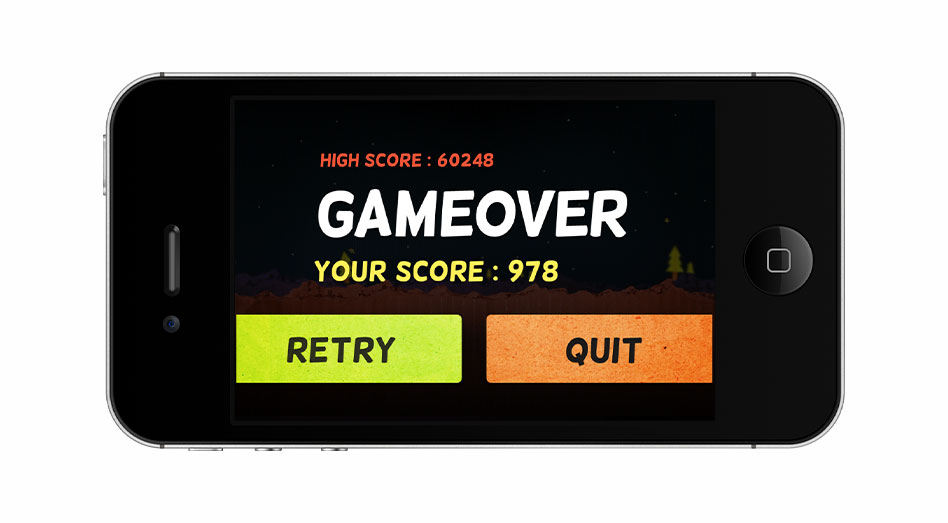 HIGH SCORE : 60248
GAMEOVER
YOUR SCORE : 978
RETRY
QUIT